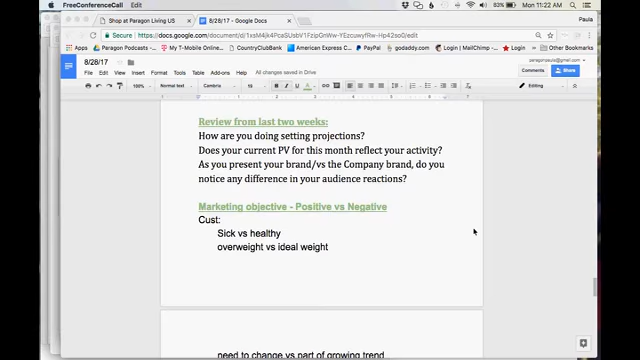 FreeConferenceCall Edit
83% Mon 11:22 AM
Shop at Paragon Living US
8/28/17 - Google Docs
Paula
Secure
Apps Paragon Podcasts My T-Mobile Online CountryClubBank American Express PayPal godaddy.com Login | MailChimp Login Other Bookmarks
8/28/17
File Edit View Insert Format Tools Table Add-ons Help All changes saved in Drive
Comments Share
100% Normal text Editing
Review from last two weeks:
How are you doing setting projections?
Does your current PV for this month reflect your activity?
As you present your brand/vs the Company brand, do you
notice any difference in your audience reactions?
Marketing objective - Positive vs Negative
Cust:
Sick vs healthy
overweight vs ideal weight
need to change vs part of growing trend